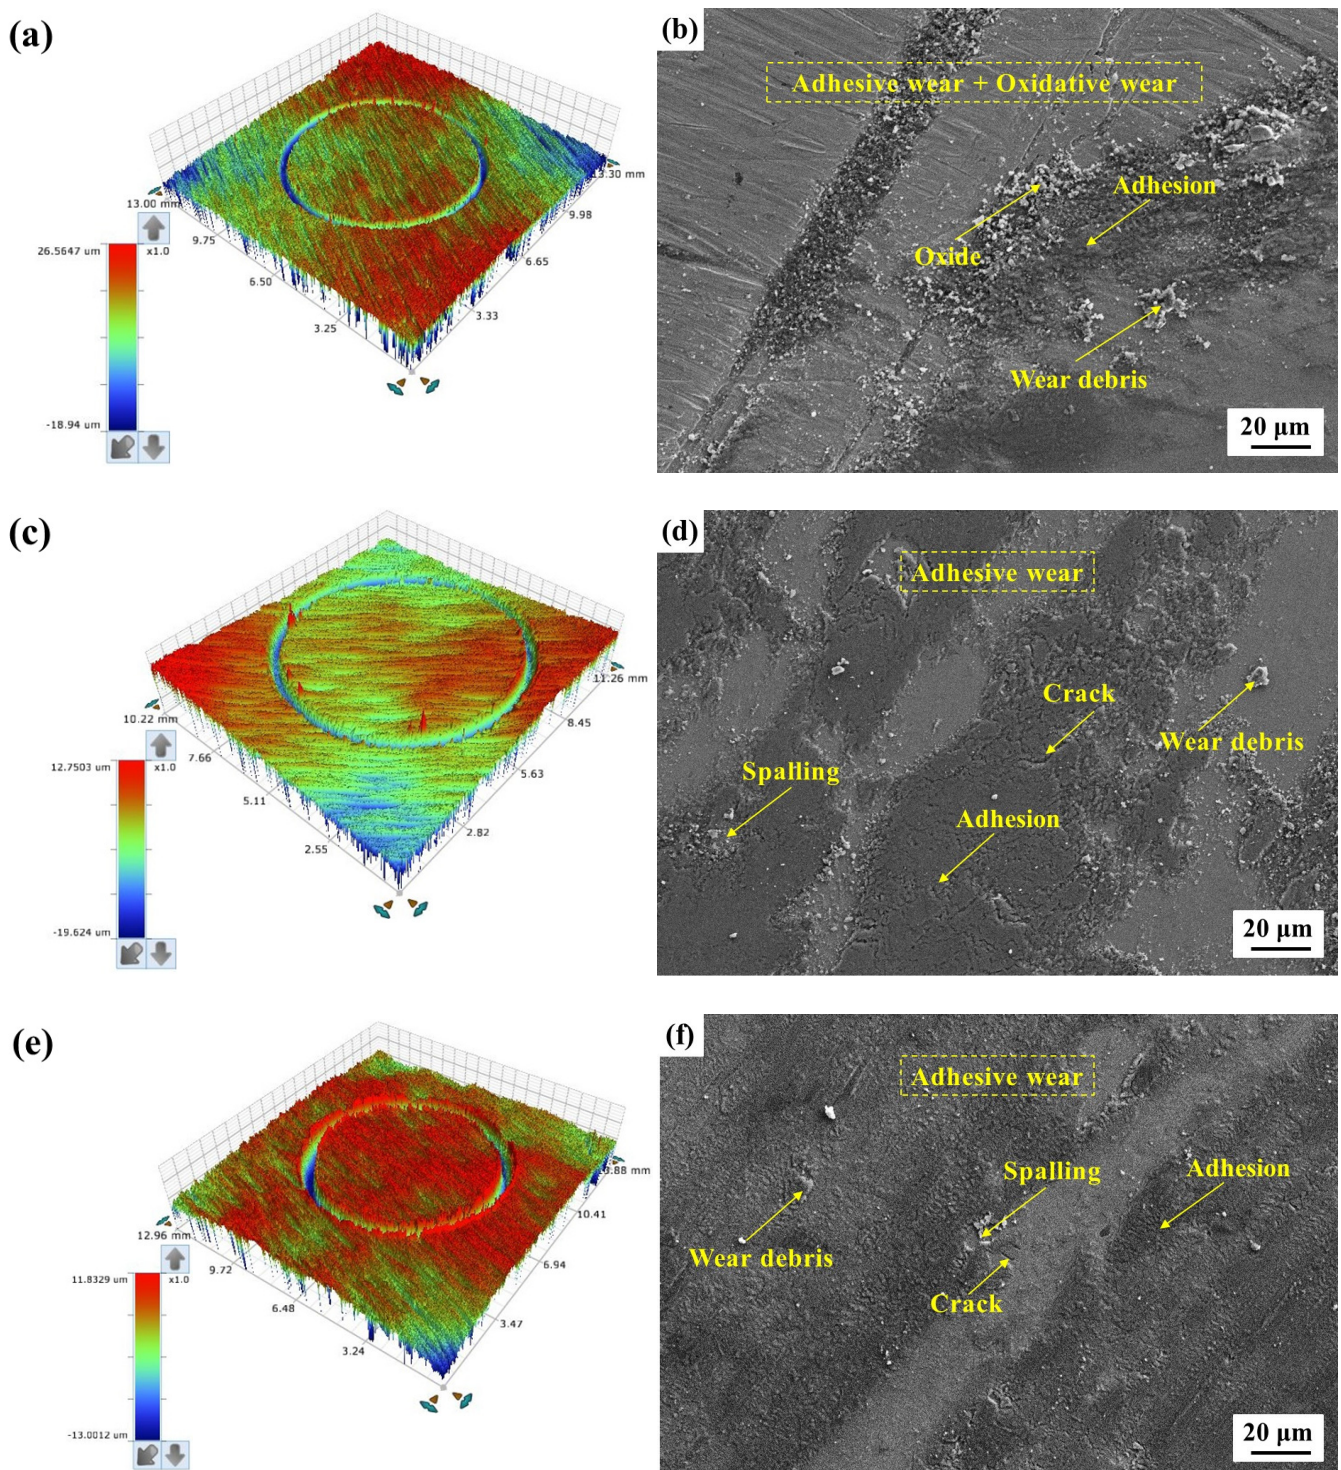 (a)
13.30 mm
9.98
6.65
3.33
13.00 mm
9.75
6.50
3.25
26.5647 um
x1.0
-18.94 um
(b)
Adhesive wear + Oxidative wear
Adhesion
Oxide
Wear debris
20 μm
(c)
11.26 mm
8.45
5.63
2.82
10.22 mm
7.66
5.11
2.55
12.7503 um
x1.0
-19.624 um
(d)
Adhesive wear
Crack
Wear debris
Spalling
Adhesion
20 μm
(e)
13.88 mm
10.41
6.94
3.47
12.96 mm
9.72
6.48
3.24
11.8329 um
x1.0
-13.0012 um
(f)
Adhesive wear
Spalling
Adhesion
Wear debris
Crack
20 μm